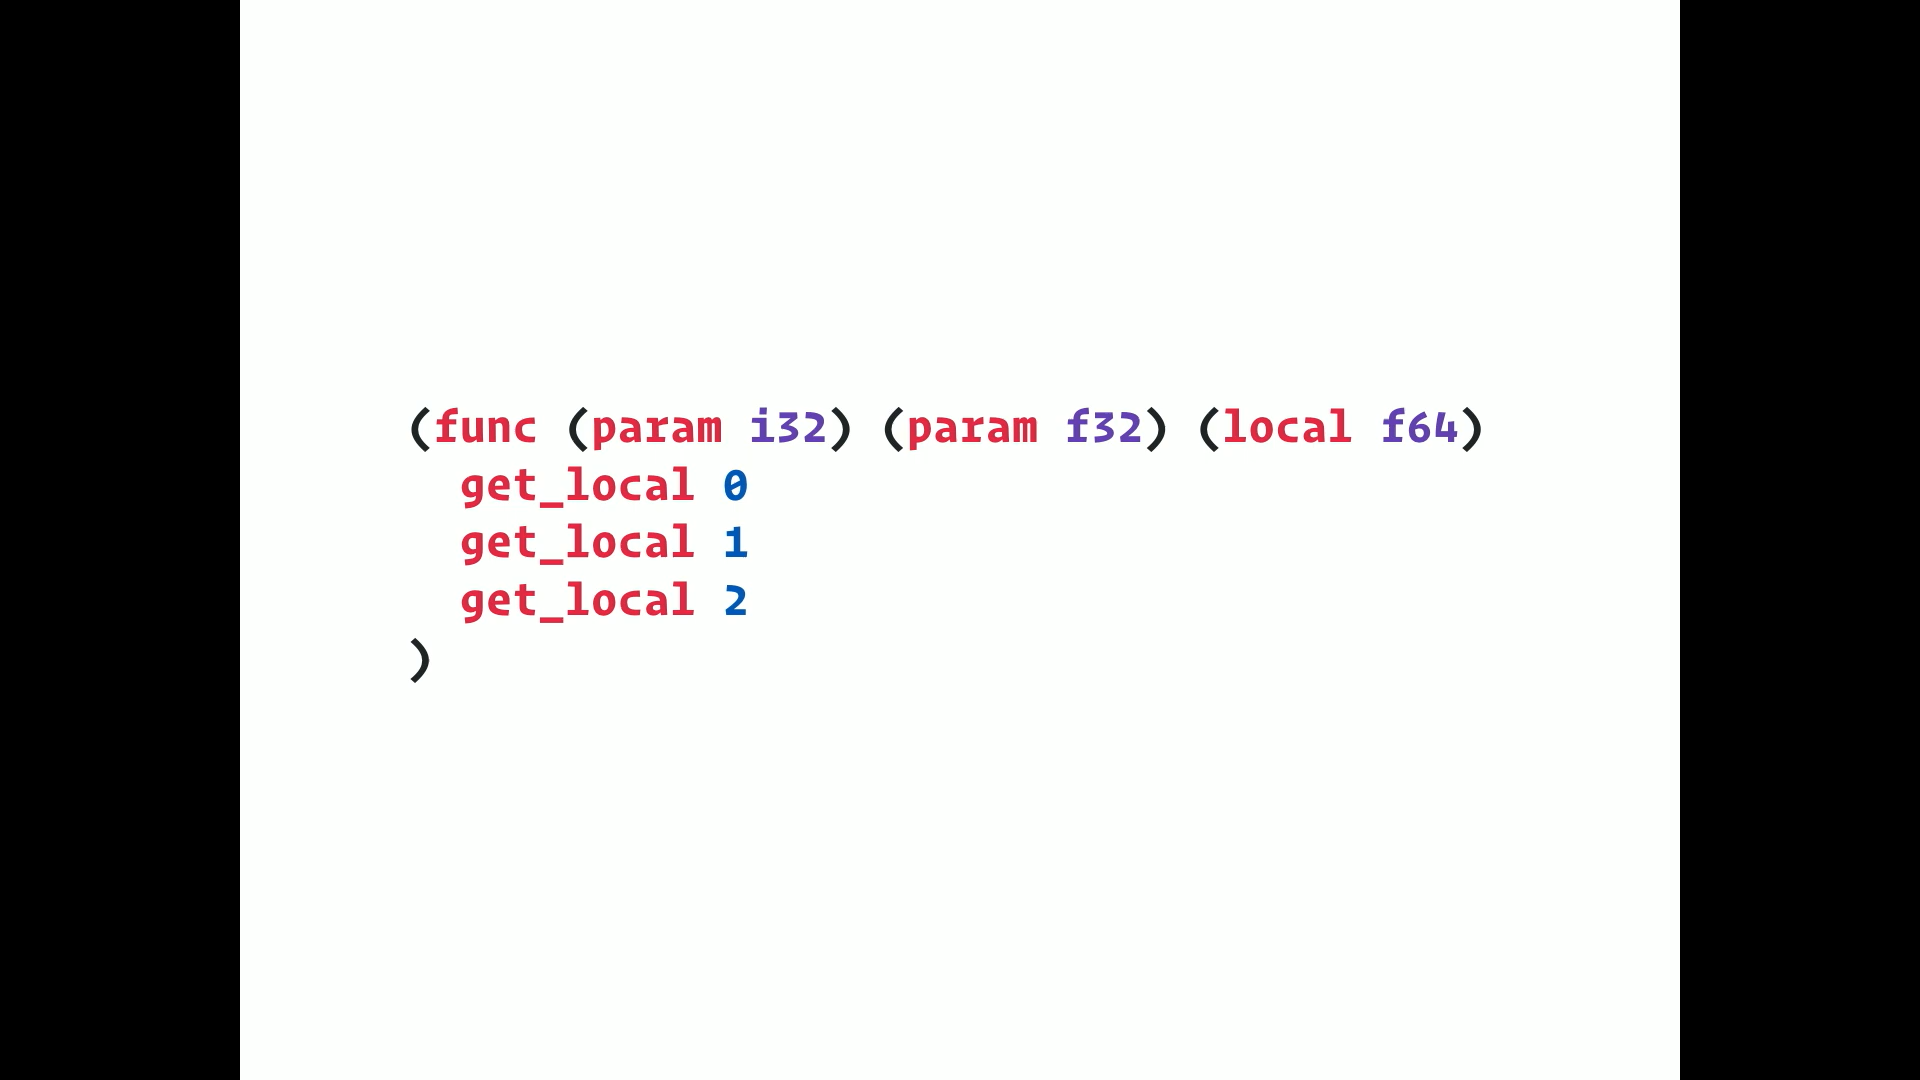 (func (param i32) (param f32) (local f64)
  get_local 0
  get_local 1
  get_local 2
)